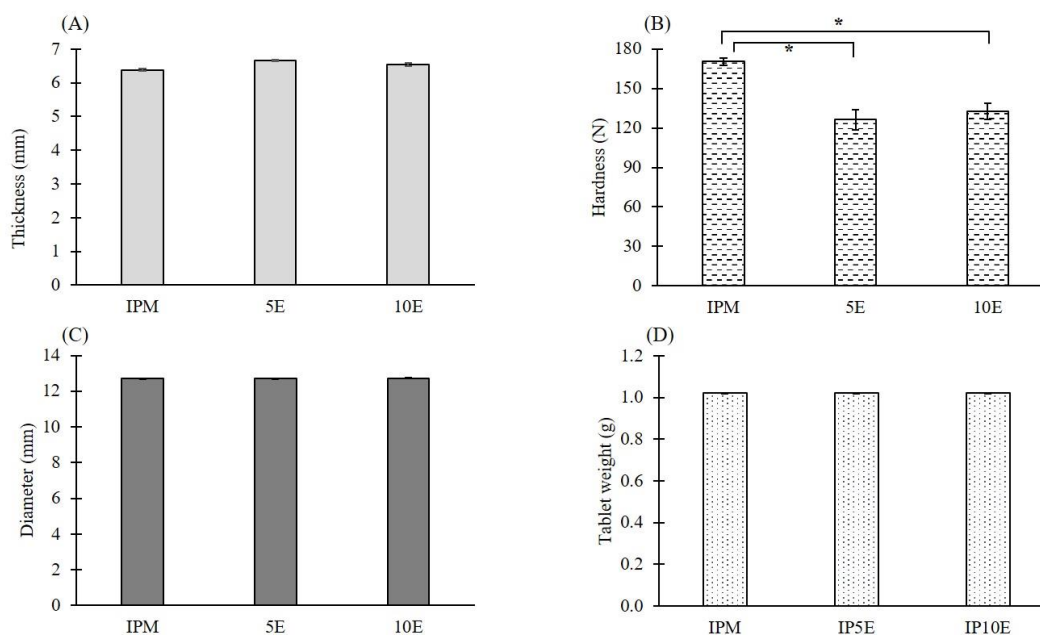 (A)
Thickness (mm)
7
6
5
4
3
2
1
0
IPM 5E 10E
(B)
* *
Hardness (N)
180
150
120
90
60
30
0
IPM 5E 10E
(C)
Diameter (mm)
14
12
10
8
6
4
2
0
IPM 5E 10E
(D)
Tablet weight (g)
1.2
1.0
0.8
0.6
0.4
0.2
0.0
IPM IP5E IP10E